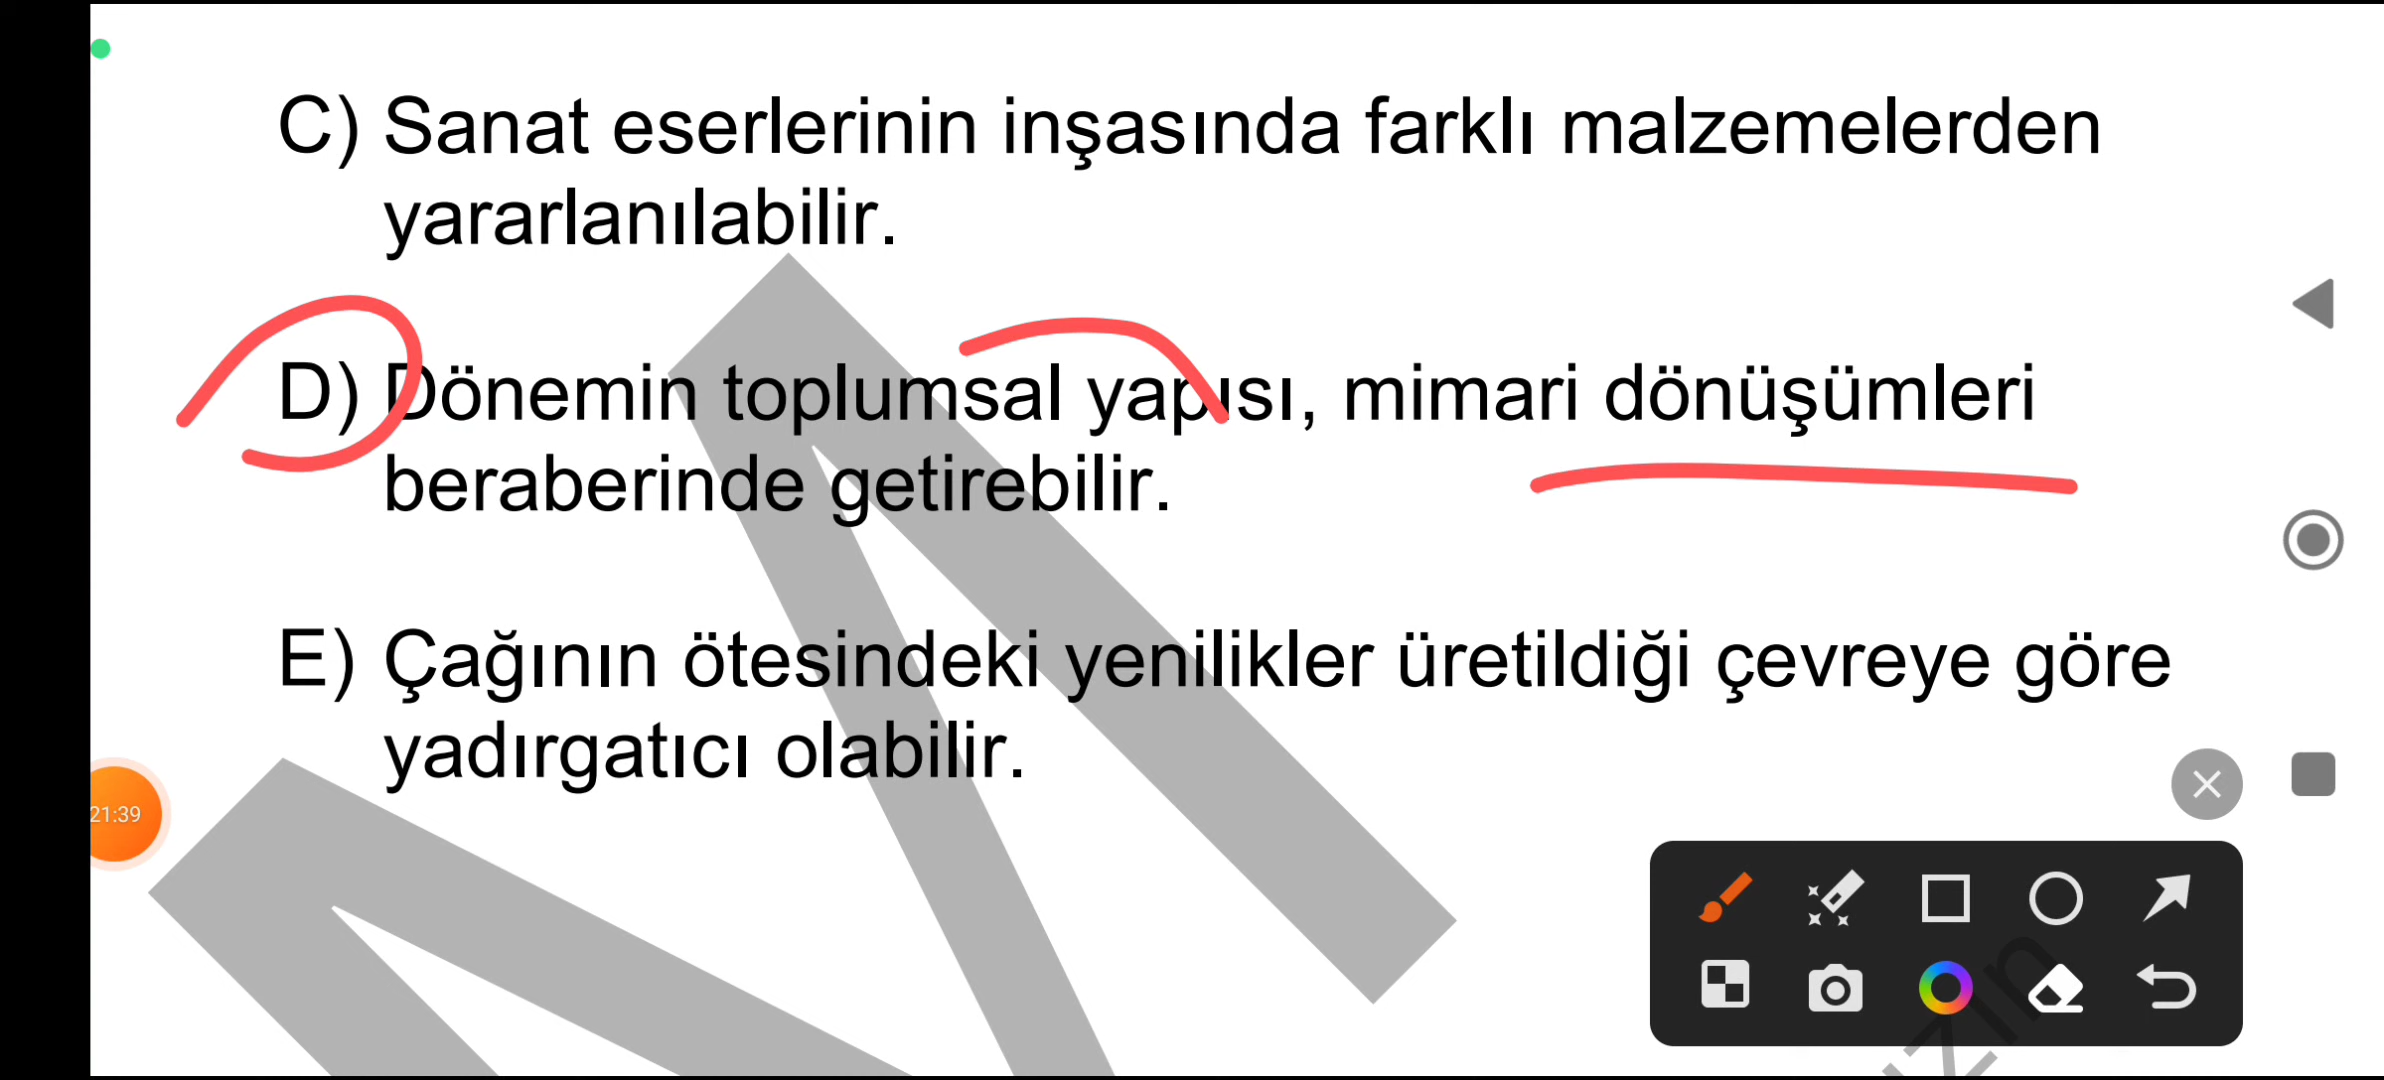 C) Sanat eserlerinin inşasında farklı malzemelerden
yararlanılabilir.
D) Dönemin toplumsal yapısı, mimari dönüşümleri
beraberinde getirebilir.
E) Çağının ötesindeki yenilikler üretildiği çevreye göre
yadırgatıcı olabilir.
21:39